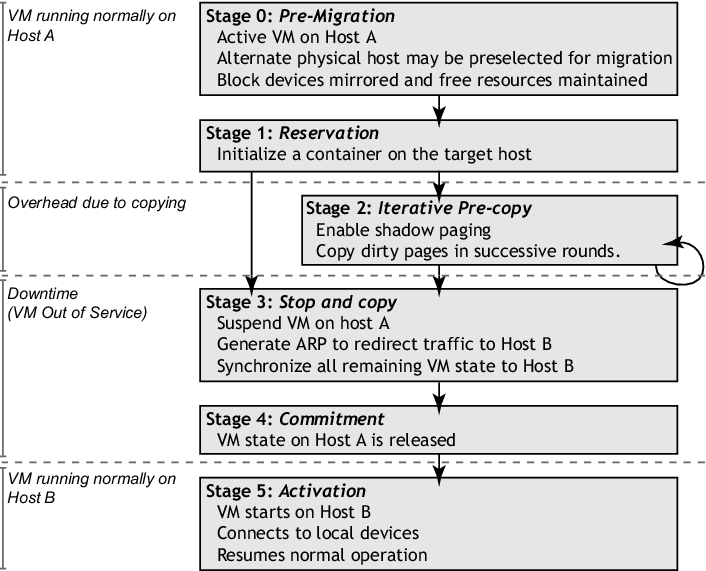 VM running normally on
Host A
Stage 0: Pre-Migration
Active VM on Host A
Alternate physical host may be preselected for migration
Block devices mirrored and free resources maintained
Stage 1: Reservation
Initialize a container on the target host
Overhead due to copying
Stage 2: Iterative Pre-copy
Enable shadow paging
Copy dirty pages in successive rounds.
Downtime
(VM Out of Service)
Stage 3: Stop and copy
Suspend VM on host A
Generate ARP to redirect traffic to Host B
Synchronize all remaining VM state to Host B
Stage 4: Commitment
VM state on Host A is released
VM running normally on
Host B
Stage 5: Activation
VM starts on Host B
Connects to local devices
Resumes normal operation